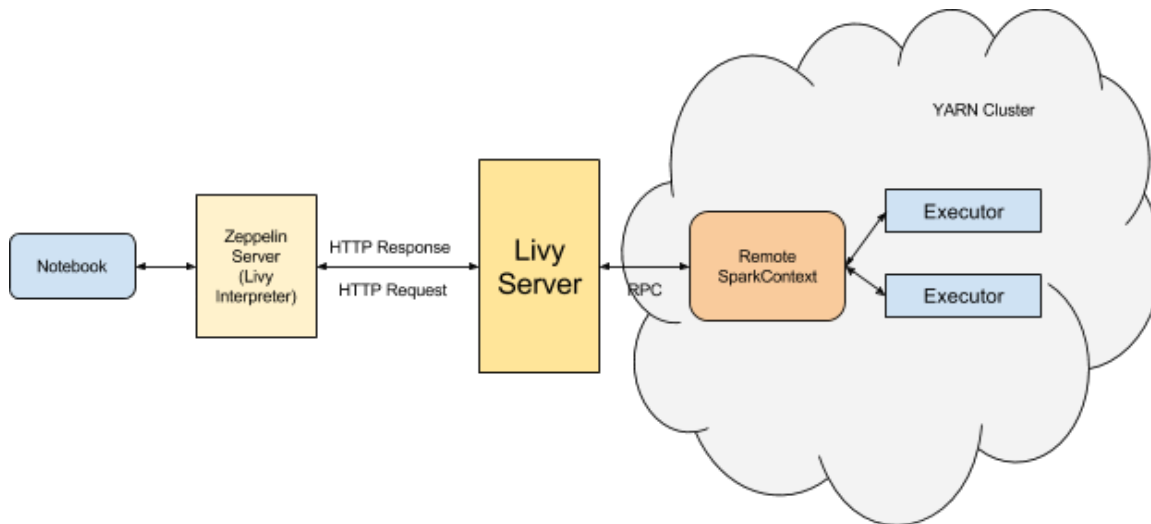 YARN Cluster
Notebook
Zeppelin
Server
(Livy
Interpreter)
HTTP Response
HTTP Request
Livy
Server
RPC
Remote
SparkContext
Executor
Executor